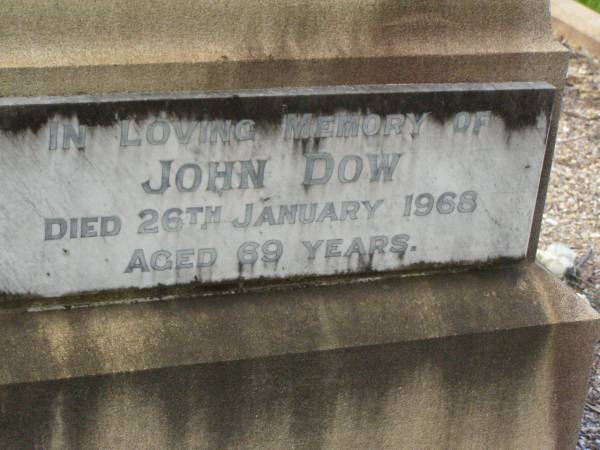 IN LOVING MEMORY OF
JOHN DOW
DIED 26TH JANUARY 1968
AGED 69 YEARS.